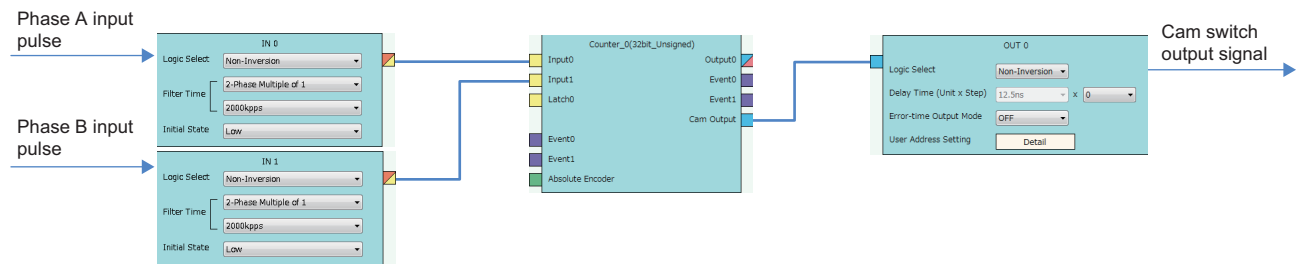 Phase A input
pulse
IN 0
Logic Select Non-Inversion
Filter Time 2-Phase Multiple of 1
2000kpps
Initial State Low
Phase B input
pulse
IN 1
Logic Select Non-Inversion
Filter Time 2-Phase Multiple of 1
2000kpps
Initial State Low
Counter_0(32bit_Unsigned)
Input0 Output0
Input1 Event0
Latch0 Event1
Cam Output
Event0
Event1
Absolute Encoder
OUT 0
Logic Select Non-Inversion
Delay Time (Unit x Step) 12.5ns x 0
Error-time Output Mode OFF
User Address Setting Detail
Cam switch
output signal